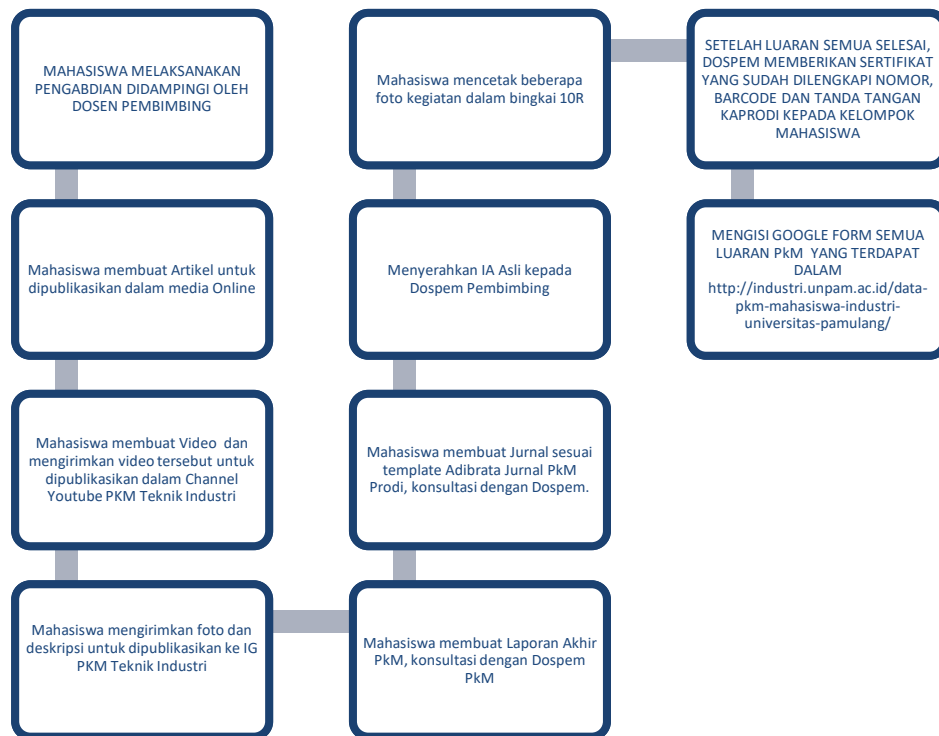 MAHASISWA MELAKSANAKAN
PENGABDIAN DIDAMPINGI OLEH
DOSEN PEMBIMBING
Mahasiswa membuat Artikel untuk
dipublikasikan dalam media Online
Mahasiswa membuat Video dan
mengirimkan video tersebut untuk
dipublikasikan dalam Channel
Youtube PKM Teknik Industri
Mahasiswa mengirimkan foto dan
deskripsi untuk dipublikasikan ke IG
PKM Teknik Industri
Mahasiswa membuat Laporan Akhir
PkM, konsultasi dengan Dospem
PkM
Mahasiswa membuat Jurnal sesuai
template Adibrata Jurnal PkM
Prodi, konsultasi dengan Dospem.
Menyerahkan IA Asli kepada
Dospem Pembimbing
Mahasiswa mencetak beberapa
foto kegiatan dalam bingkai 10R
SETELAH LUARAN SEMUA SELESAI,
DOSPEM MEMBERIKAN SERTIFIKAT
YANG SUDAH DILENGKAPI NOMOR,
BARCODE DAN TANDA TANGAN
KAPRODI KEPADA KELOMPOK
MAHASISWA
MENGISI GOOGLE FORM SEMUA
LUARAN PkM YANG TERDAPAT
DALAM
http://industri.unpam.ac.id/data-
pkm-mahasiswa-industri-
universitas-pamulang/